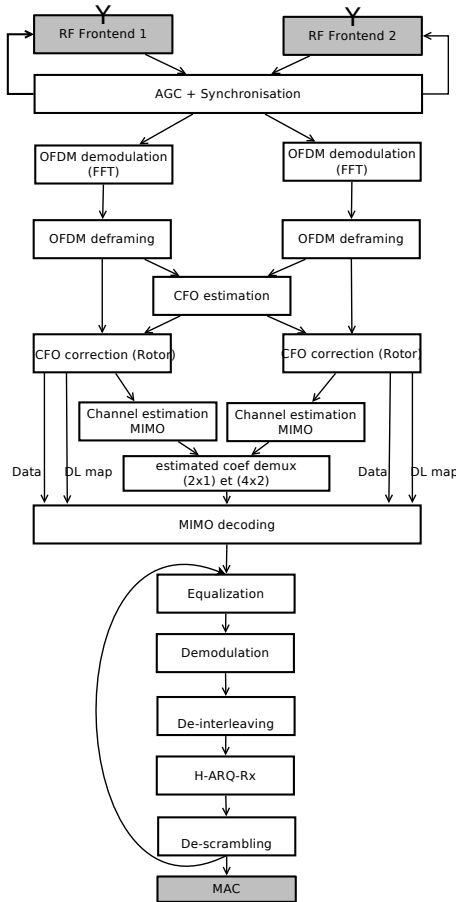 RF Frontend 1
RF Frontend 2
AGC + Synchronisation
OFDM demodulation
(FFT)
OFDM demodulation
(FFT)
OFDM deframing
OFDM deframing
CFO estimation
CFO correction (Rotor)
CFO correction (Rotor)
Channel estimation
MIMO
Channel estimation
MIMO
estimated coef demux
(2x1) et (4x2)
Data
DL map
Data
DL map
MIMO decoding
Equalization
Demodulation
De-interleaving
H-ARQ-Rx
De-scrambling
MAC